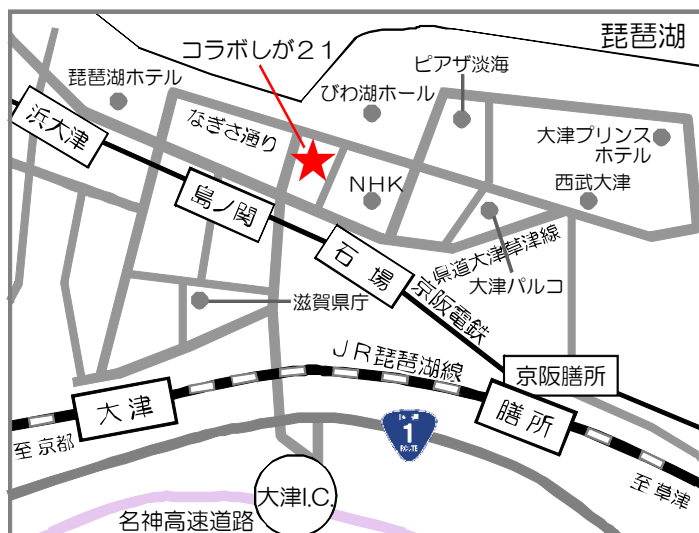 琵琶湖
コラボしが21
ピアザ淡海
琵琶湖ホテル
びわ湖ホール
浜大津
なぎさ通り
大津プリンス
ホテル
西武大津
NHK
島ノ関
石場
県道大津草津線
大津パルコ
滋賀県庁
京阪電鉄
JR琵琶湖線
京阪膳所
大津
膳所
1
ROUTE
至京都
至草津
大津I.C.
名神高速道路